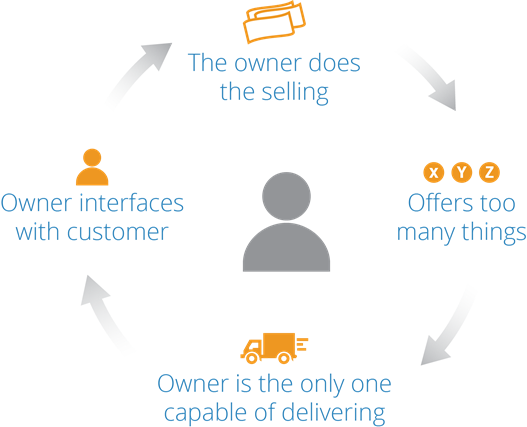 The owner does
the selling
X Y Z
Offers too
many things
Owner is the only one
capable of delivering
Owner interfaces
with customer